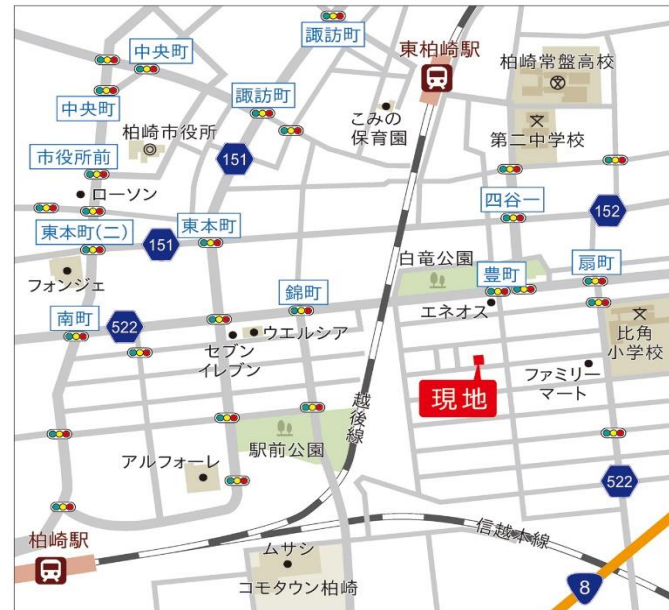 諏訪町
中央町
東柏崎駅
柏崎常盤高校
中央町
諏訪町
こみの
保育園
柏崎市役所
第二中学校
市役所前
151
ローソン
四谷一
152
東本町(二)
151
東本町
フォンジェ
白竜公園
豊町
扇町
錦町
エネオス
南町
522
ウエルシア
セブン
イレブン
比角
小学校
ファミリー
マート
現地
越後線
駅前公園
アルフォーレ
522
信越本線
柏崎駅
ムサシ
コモタウン柏崎
8